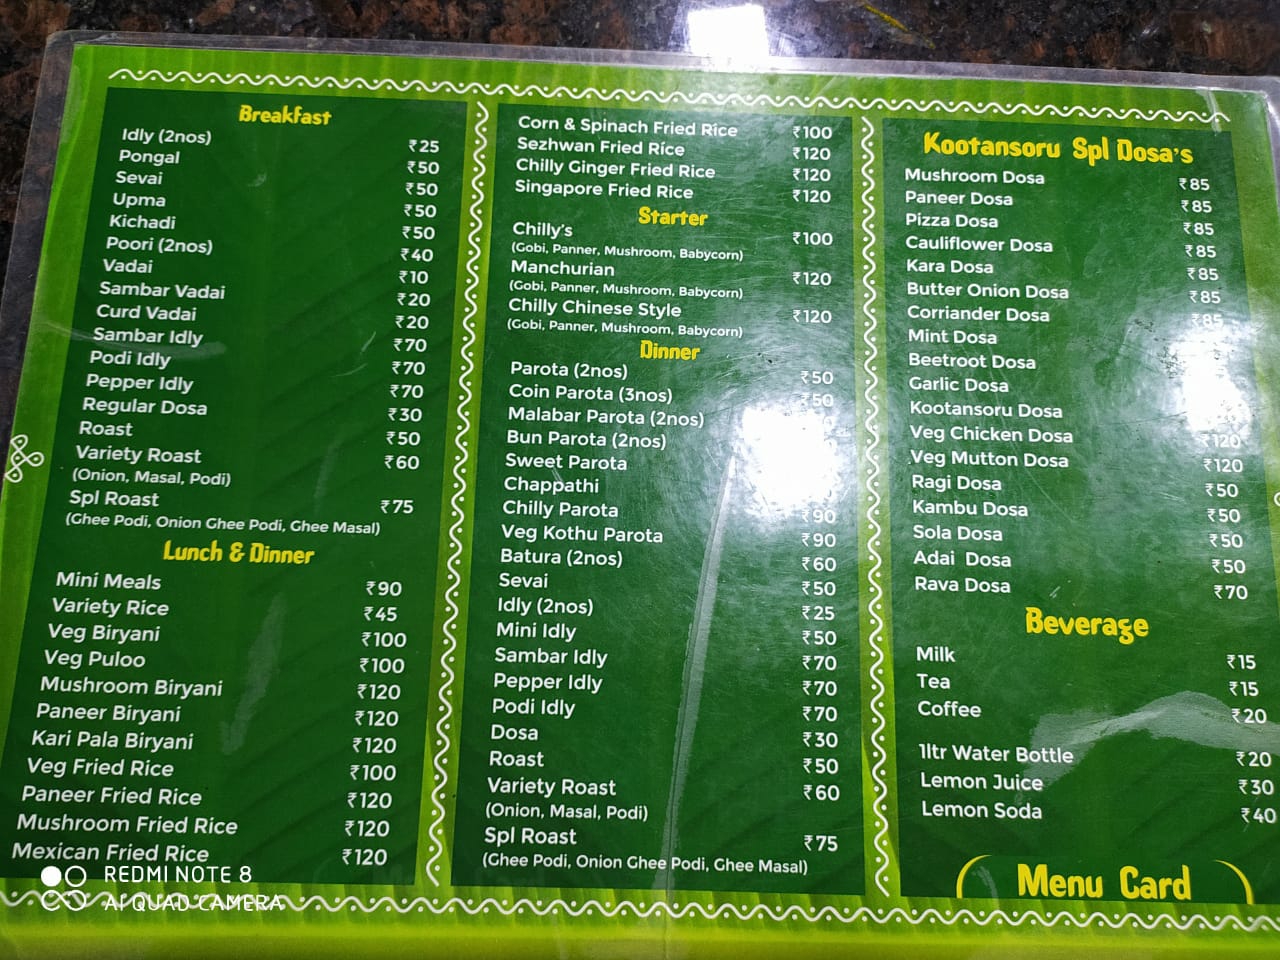 Breakfast
Idly (2nos) ₹25
Pongal ₹50
Sevai ₹50
Upma ₹50
Kichadi ₹50
Poori (2nos) ₹40
Vadai ₹10
Sambar Vadai ₹20
Curd Vadai ₹20
Sambar Idly ₹70
Podi Idly ₹70
Pepper Idly ₹70
Regular Dosa ₹30
Roast ₹50
Variety Roast ₹60
(Onion, Masal, Podi)
Spl Roast ₹75
(Ghee Podi, Onion Ghee Podi, Ghee Masal)
Lunch & Dinner
Mini Meals ₹90
Variety Rice ₹45
Veg Biryani ₹100
Veg Puloo ₹100
Mushroom Biryani ₹120
Paneer Biryani ₹120
Kari Pala Biryani ₹120
Veg Fried Rice ₹100
Paneer Fried Rice ₹120
Mushroom Fried Rice ₹120
Mexican Fried Rice ₹120
Corn & Spinach Fried Rice ₹100
Sezhwan Fried Rice ₹120
Chilly Ginger Fried Rice ₹120
Singapore Fried Rice ₹120
Starter
Chilly's ₹100
(Gobi, Panner, Mushroom, Babycorn)
Manchurian ₹120
(Gobi, Panner, Mushroom, Babycorn)
Chilly Chinese Style ₹120
(Gobi, Panner, Mushroom, Babycorn)
Dinner
Parota (2nos) ₹50
Coin Parota (3nos) ₹50
Malabar Parota (2nos)
Bun Parota (2nos)
Sweet Parota
Chappathi
Chilly Parota ₹90
Veg Kothu Parota ₹90
Batura (2nos) ₹60
Sevai ₹50
Idly (2nos) ₹25
Mini Idly ₹50
Sambar Idly ₹70
Pepper Idly ₹70
Podi Idly ₹70
Dosa ₹30
Roast ₹50
Variety Roast ₹60
(Onion, Masal, Podi)
Spl Roast ₹75
(Ghee Podi, Onion Ghee Podi, Ghee Masal)
Kootansoru Spl Dosa's
Mushroom Dosa ₹85
Paneer Dosa ₹85
Pizza Dosa ₹85
Cauliflower Dosa ₹85
Kara Dosa ₹85
Butter Onion Dosa ₹85
Corriander Dosa ₹85
Mint Dosa
Beetroot Dosa
Garlic Dosa
Kootansoru Dosa
Veg Chicken Dosa ₹120
Veg Mutton Dosa ₹120
Ragi Dosa ₹50
Kambu Dosa ₹50
Sola Dosa ₹50
Adai Dosa ₹50
Rava Dosa ₹70
Beverage
Milk ₹15
Tea ₹15
Coffee ₹20
1ltr Water Bottle ₹20
Lemon Juice ₹30
Lemon Soda ₹40
Menu Card
REDMI NOTE 8
AI QUAD CAMERA